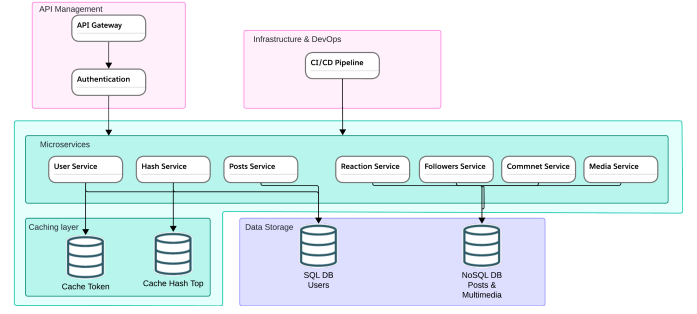 API Management
API Gateway
Authentication
Infrastructure & DevOps
CI/CD Pipeline
Microservices
User Service
Hash Service
Posts Service
Reaction Service
Followers Service
Commnet Service
Media Service
Caching layer
Cache Token
Cache Hash Top
Data Storage
SQL DB
Users
NoSQL DB
Posts &
Multimedia